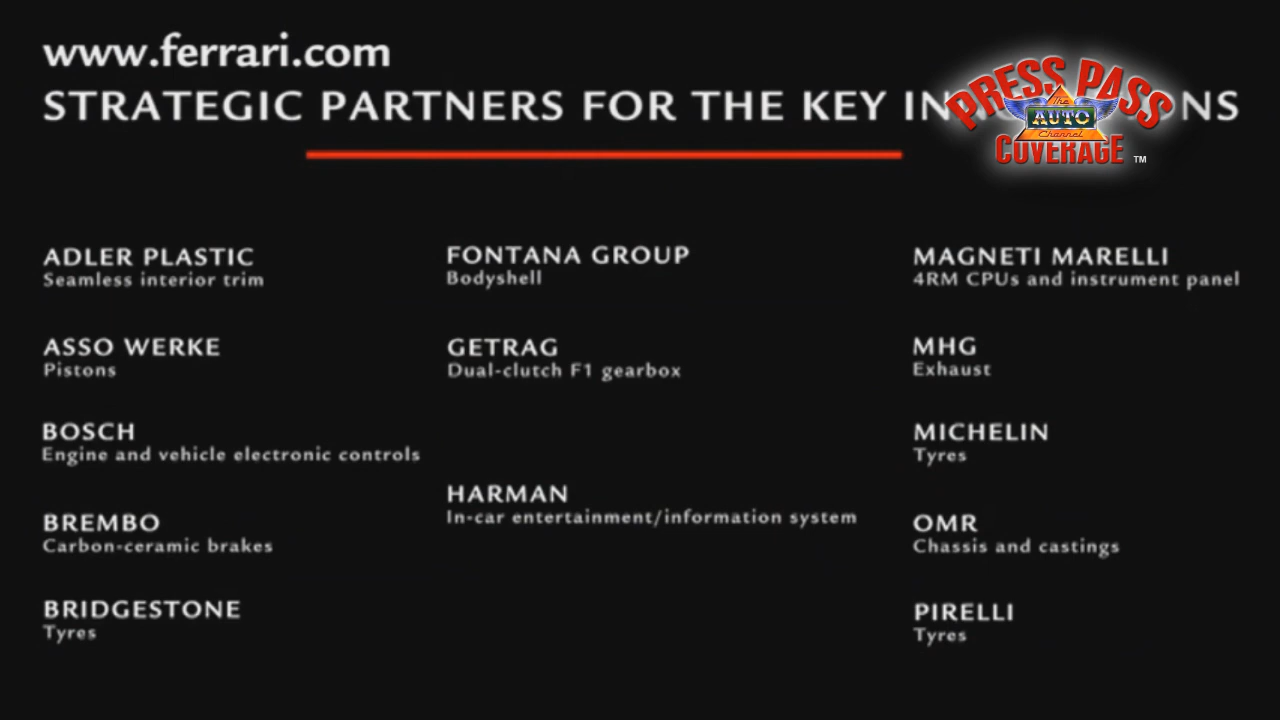 www.ferrari.com
STRATEGIC PARTNERS FOR THE KEY IN NS
PRESS PASS
The
AUTO
Channel
COVERAGE TM
ADLER PLASTIC
Seamless interior trim
ASSO WERKE
Pistons
BOSCH
Engine and vehicle electronic controls
BREMBO
Carbon-ceramic brakes
BRIDGESTONE
Tyres
FONTANA GROUP
Bodyshell
GETRAG
Dual-clutch F1 gearbox
HARMAN
In-car entertainment/information system
MAGNETI MARELLI
4RM CPUs and instrument panel
MHG
Exhaust
MICHELIN
Tyres
OMR
Chassis and castings
PIRELLI
Tyres